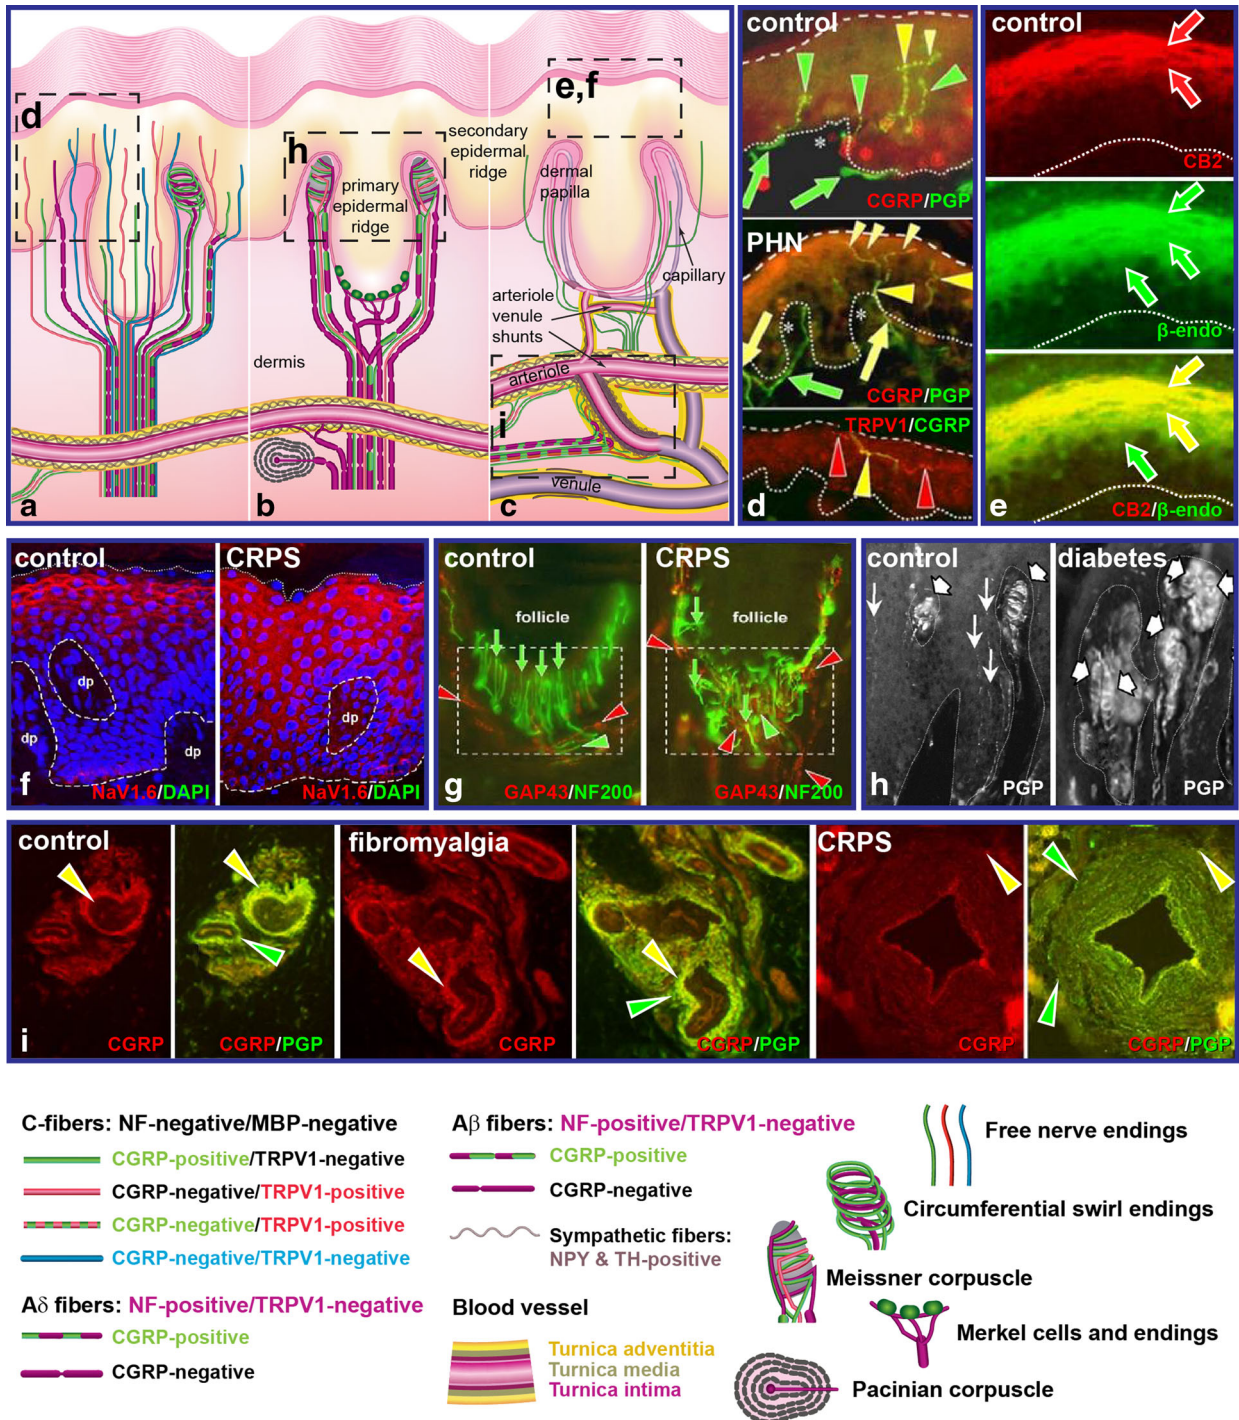 d
h
primary
epidermal
ridge
secondary
epidermal
ridge
e,f
dermal
papilla
capillary
arteriole
venule
shunts
dermis
arteriole
i
venule
a
b
c
control
CGRP/PGP
PHN
CGRP/PGP
TRPV1/CGRP
d
control
CB2
β-endo
CB2/β-endo
e
control
dp
dp
dp
f
NaV1.6/DAPI
CRPS
dp
NaV1.6/DAPI
control
follicle
g
GAP43/NF200
CRPS
follicle
GAP43/NF200
control
h
PGP
diabetes
PGP
control
i
CGRP
CGRP/PGP
fibromyalgia
CGRP
CGRP/PGP
CRPS
CGRP
CGRP/PGP
C-fibers: NF-negative/MBP-negative
CGRP-positive/TRPV1-negative
CGRP-negative/TRPV1-positive
CGRP-negative/TRPV1-positive
CGRP-negative/TRPV1-negative
Aδ fibers: NF-positive/TRPV1-negative
CGRP-positive
CGRP-negative
Aβ fibers: NF-positive/TRPV1-negative
CGRP-positive
CGRP-negative
Sympathetic fibers:
NPY & TH-positive
Blood vessel
Turnica adventitia
Turnica media
Turnica intima
Free nerve endings
Circumferential swirl endings
Meissner corpuscle
Merkel cells and endings
Pacinian corpuscle